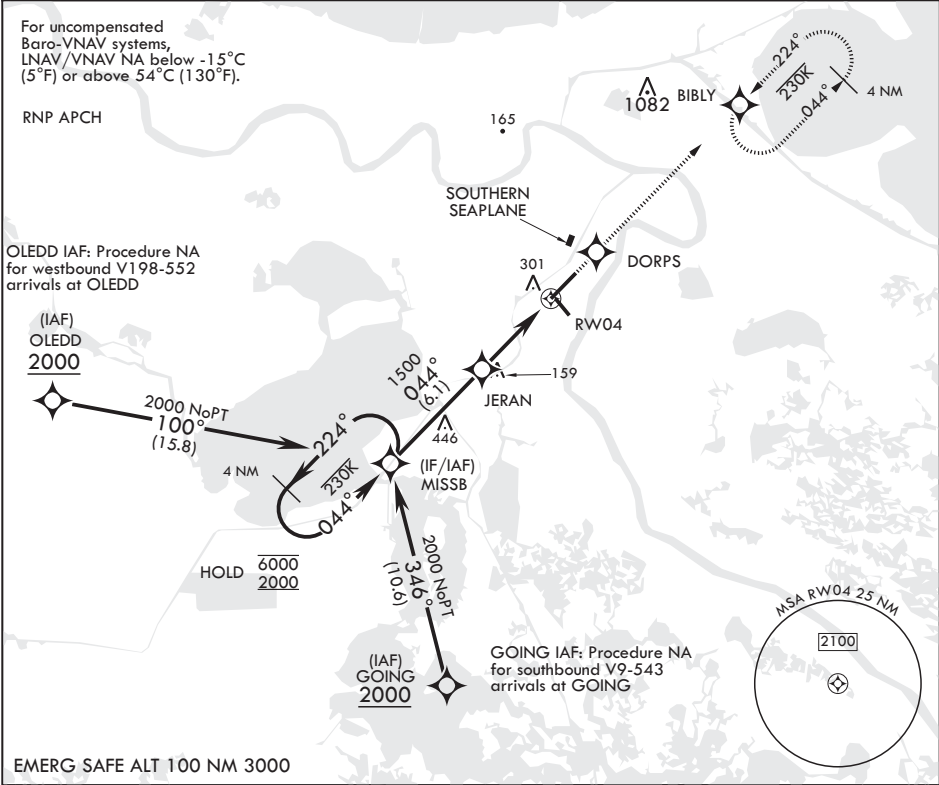 For uncompensated
Baro-VNAV systems,
LNAV/VNAV NA below -15°C
(5°F) or above 54°C (130°F).
RNP APCH
165
1082
BIBLY
224°
230K
044°
4 NM
SOUTHERN
SEAPLANE
DORPS
301
RW04
OLEDD IAF: Procedure NA
for westbound V198-552
arrivals at OLEDD
(IAF)
OLEDD
2000
2000 NoPT
100°
(15.8)
1500
044°
(6.1)
159
JERAN
446
224°
4 NM
230K
044°
(IF/IAF)
MISSB
HOLD
6000
2000
2000 NoPT
346°
(10.6)
(IAF)
GOING
2000
GOING IAF: Procedure NA
for southbound V9-543
arrivals at GOING
MSA RW04 25 NM
2100
EMERG SAFE ALT 100 NM 3000